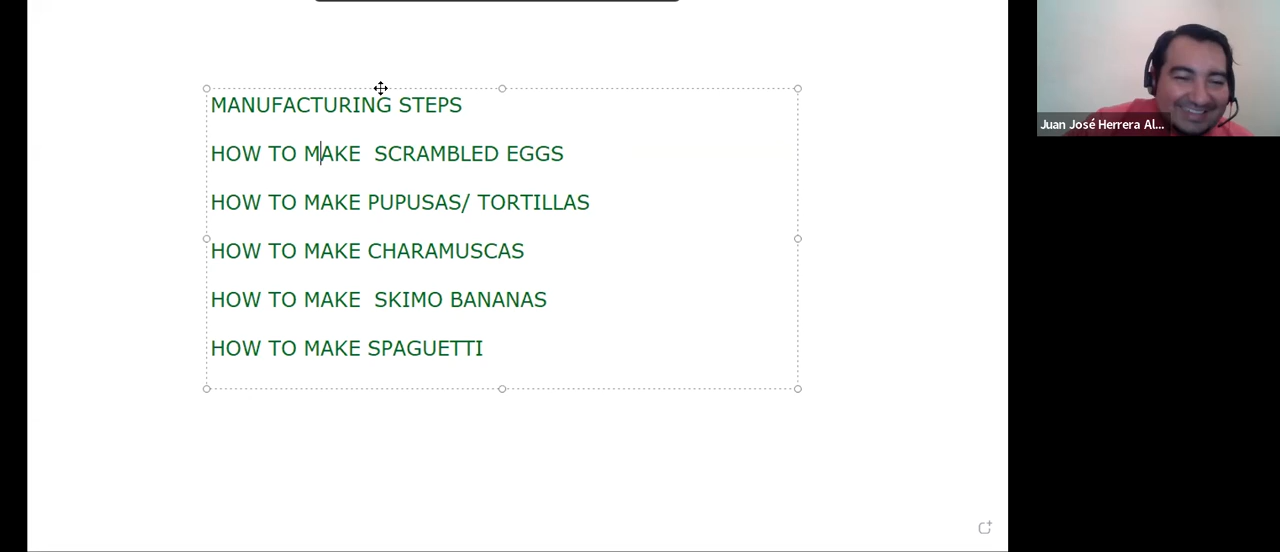 MANUFACTURING STEPS
HOW TO MAKE  SCRAMBLED EGGS
HOW TO MAKE PUPUSAS/ TORTILLAS
HOW TO MAKE CHARAMUSCAS
HOW TO MAKE  SKIMO BANANAS
HOW TO MAKE SPAGUETTI
Juan José Herrera Al...